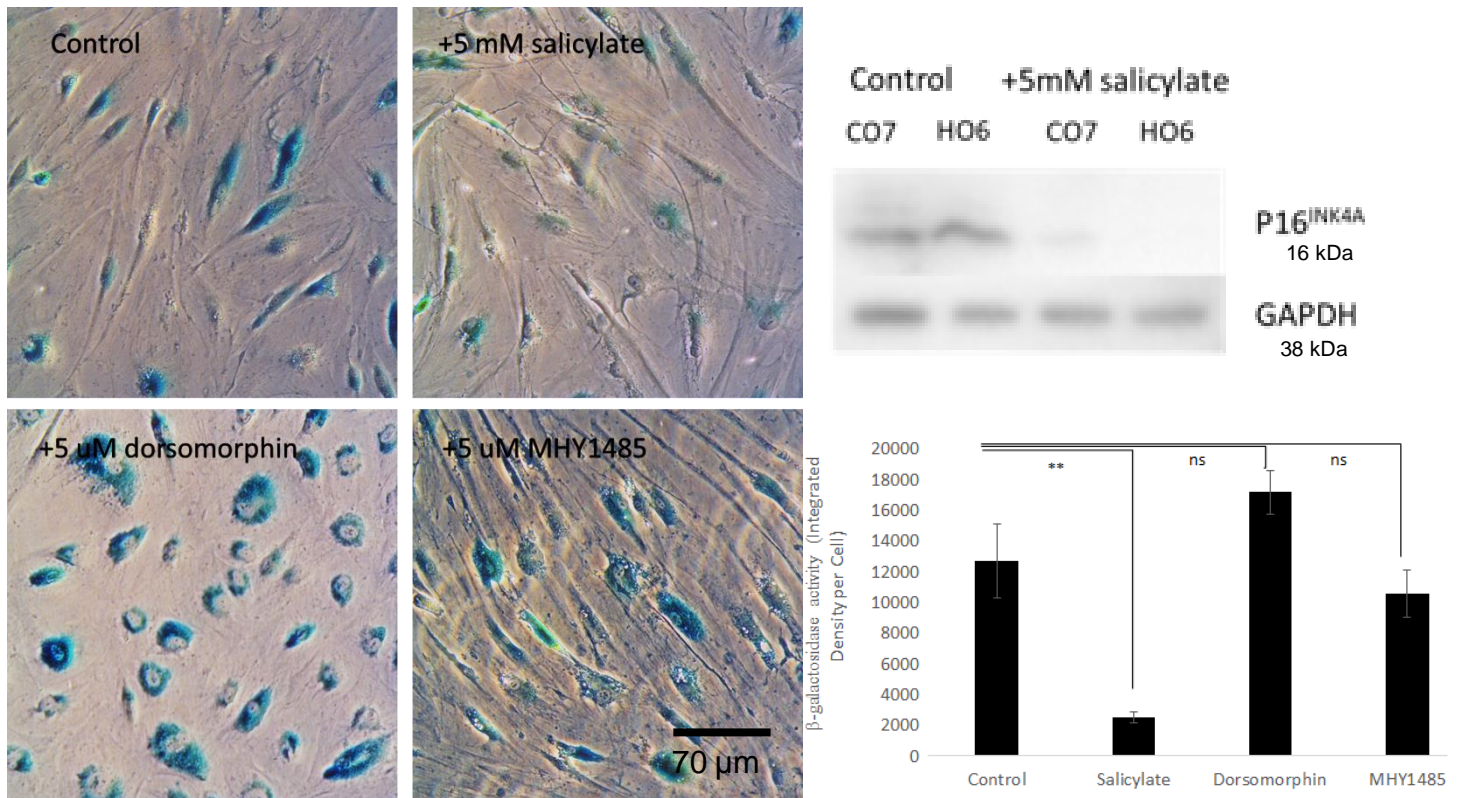 Control
+5 mM salicylate
+5 uM dorsomorphin
+5 uM MHY1485
70 μm
Control +5mM salicylate
CO7 HO6 CO7 HO6
P16INK4A
16 kDa
GAPDH
38 kDa
β-galactosidase activity (Integrated
Density per Cell)
20000
18000
16000
14000
12000
10000
8000
6000
4000
2000
0
**
ns
ns
Control
Salicylate
Dorsomorphin
MHY1485